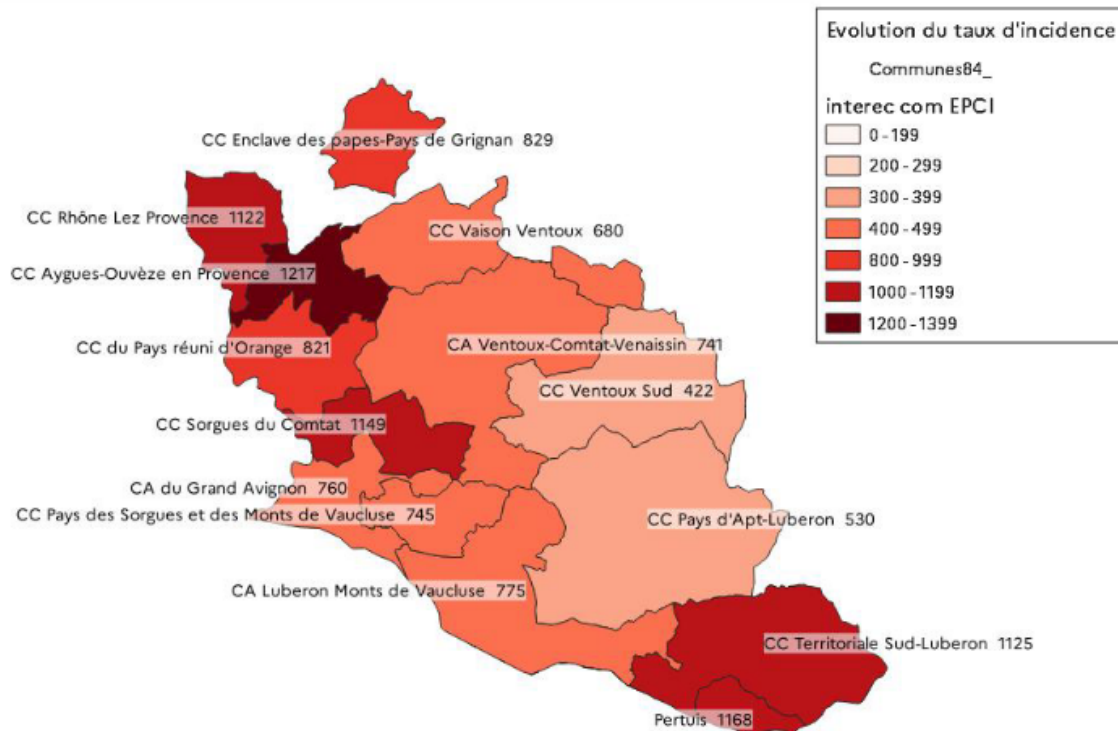 Evolution du taux d'incidence
Communes84_
interec com EPCI
0-199
200-299
300-399
400-499
800-999
1000-1199
1200-1399
CC Enclave des papes-Pays de Grignan 829
CC Rhône Lez Provence 1122
CC Vaison Ventoux 680
CC Aygues-Ouvèze en Provence 1217
CC du Pays réuni d'Orange 821
CA Ventoux-Comtat-Venaissin 741
CC Ventoux Sud 422
CC Sorgues du Comtat 1149
CA du Grand Avignon 760
CC Pays des Sorgues et des Monts de Vaucluse 745
CC Pays d'Apt-Luberon 530
CA Luberon Monts de Vaucluse 775
CC Territoriale Sud-Luberon 1125
Pertuis 1168